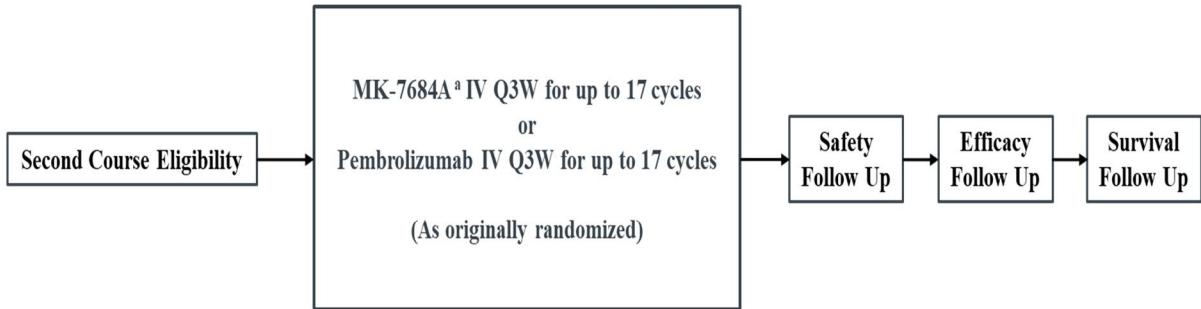 Second Course Eligibility
MK-7684A ᵃ IV Q3W for up to 17 cycles
or
Pembrolizumab IV Q3W for up to 17 cycles
(As originally randomized)
Safety
Follow Up
Efficacy
Follow Up
Survival
Follow Up